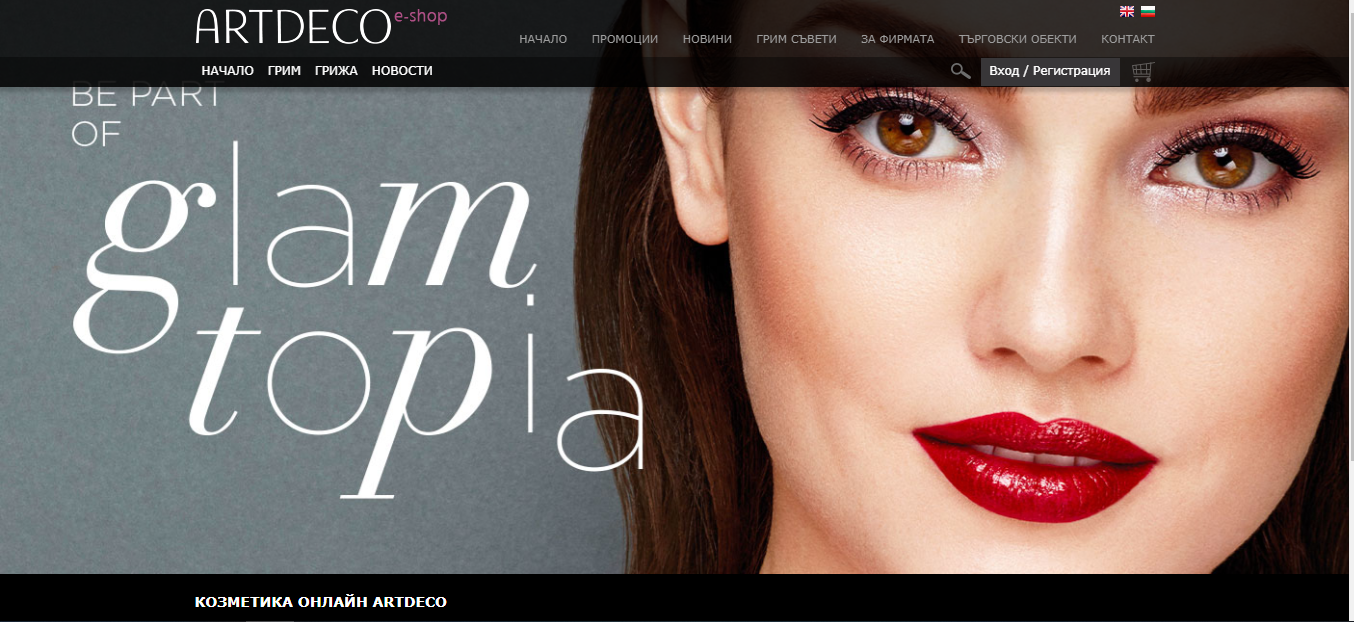 ARTDECO e-shop
НАЧАЛО ПРОМОЦИИ НОВИНИ ГРИМ СЪВЕТИ ЗА ФИРМАТА ТЪРГОВСКИ ОБЕКТИ КОНТАКТ
НАЧАЛО ГРИМ ГРИЖА НОВОСТИ Вход / Регистрация
BE PART
OF
glam
topia
КОЗМЕТИКА ОНЛАЙН ARTDECO